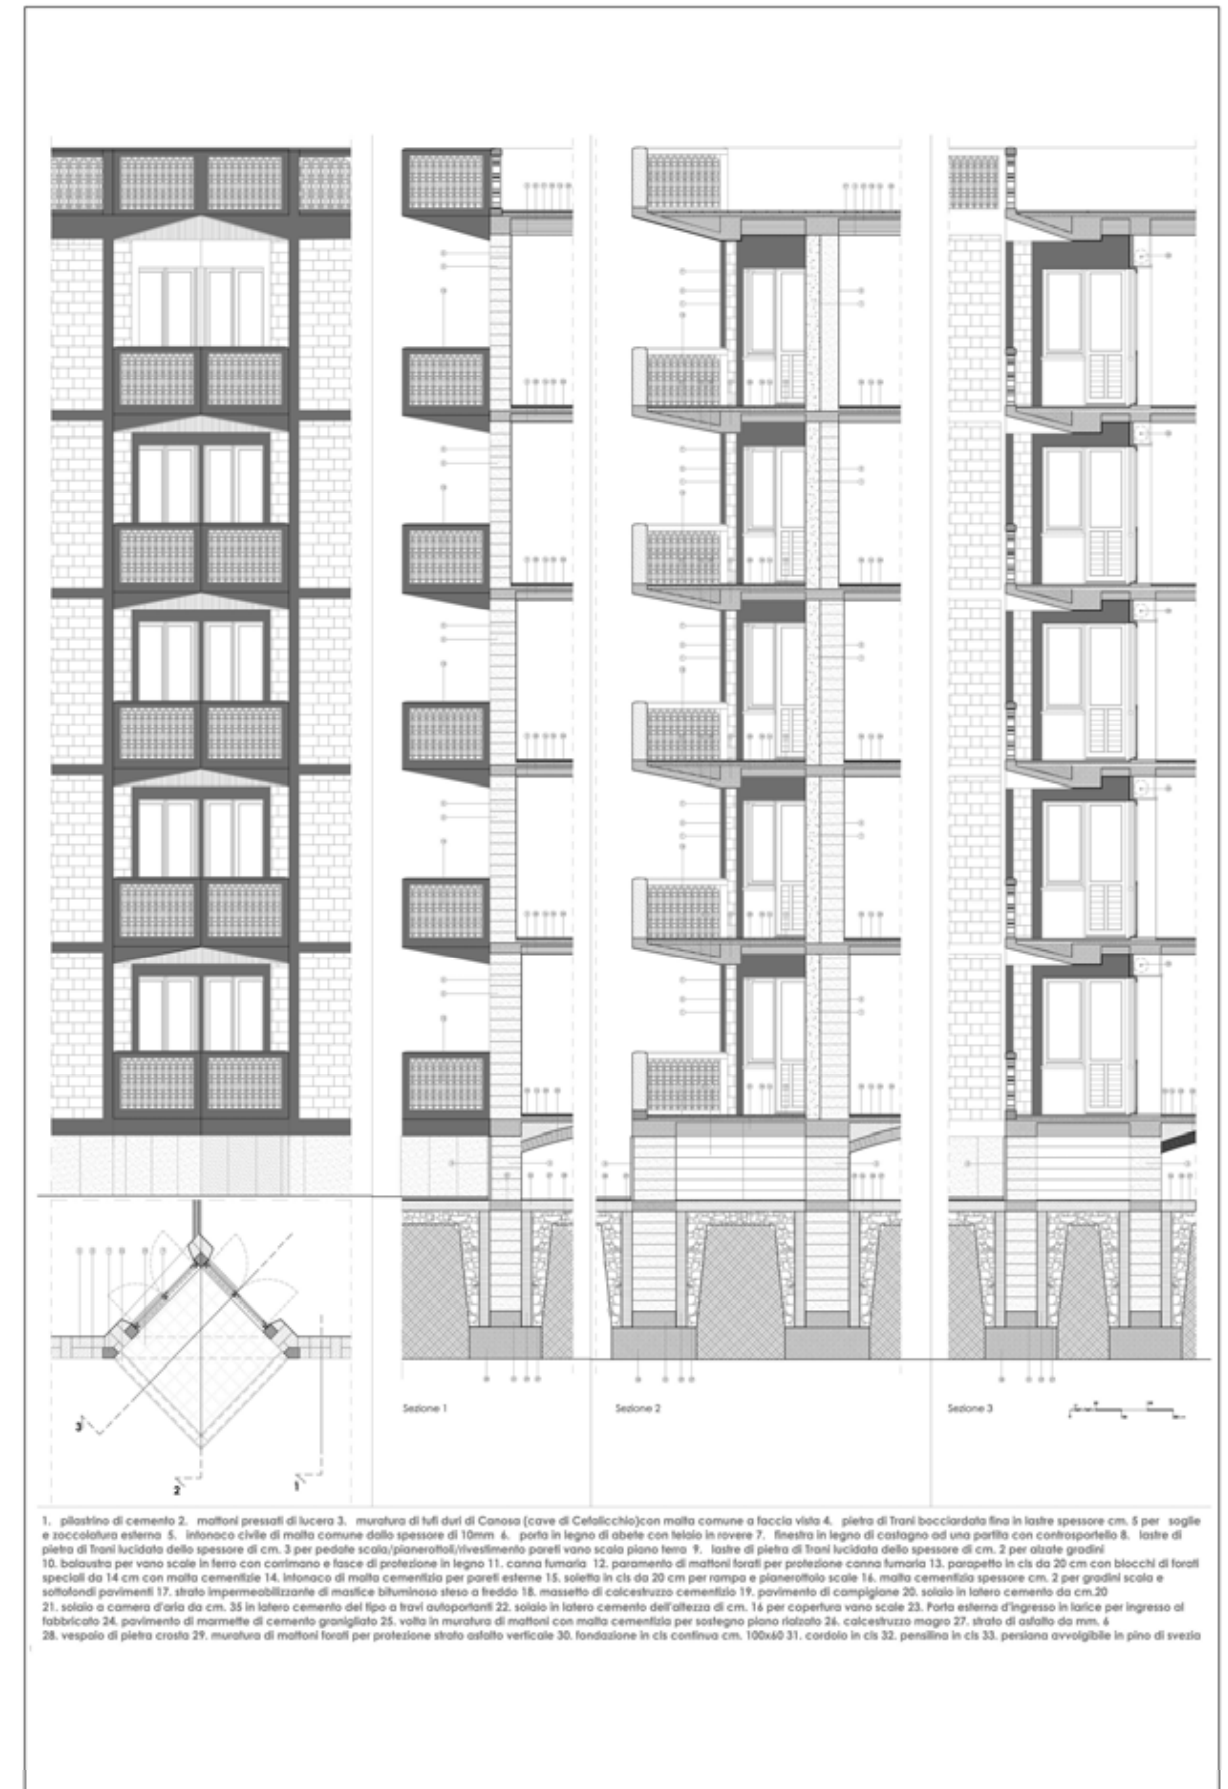 3
2
1
Sezione 1
Sezione 2
Sezione 3
1. pilastrino di cemento 2. mattoni pressati di lucera 3. muratura di tufi duri di Canosa (cave di Cefalicchio)con malta comune a faccia vista 4. pietra di Trani bocciardata fina in lastre spessore cm. 5 per soglie
e zoccolatura esterna 5. intonaco civile di malta comune dallo spessore di 10mm 6. porta in legno di abete con telaio in rovere 7. finestra in legno di castagno ad una partita con controsportello 8. lastre di
pietra di Trani lucidata dello spessore di cm. 3 per pedate scala/pianerottoli/rivestimento pareti vano scala piano terra 9. lastre di pietra di Trani lucidata dello spessore di cm. 2 per alzate gradini
10. balaustra per vano scale in ferro con corrimano e fasce di protezione in legno 11. canna fumaria 12. paramento di mattoni forati per protezione canna fumaria 13. parapetto in cls da 20 cm con blocchi di forati
speciali da 14 cm con malta cementizie 14. intonaco di malta cementizia per pareti esterne 15. soletta in cls da 20 cm per rampa e pianerottolo scale 16. malta cementizia spessore cm. 2 per gradini scala e
sottofondi pavimenti 17. strato impermeabilizzante di mastice bituminoso steso a freddo 18. massetto di calcestruzzo cementizio 19. pavimento di campigiane 20. solaio in latero cemento da cm.20
21. solaio a camera d'aria da cm. 35 in latero cemento del tipo a travi autoportanti 22. solaio in latero cemento dell'altezza di cm. 16 per copertura vano scale 23. Porta esterna d'ingresso in larice per ingresso al
fabbricato 24. pavimento di marmette di cemento granigliato 25. volta in muratura di mattoni con malta cementizia per sostegno piano rialzato 26. calcestruzzo magro 27. strato di asfalto da mm. 6
28. vespaio di pietra crosta 29. muratura di mattoni forati per protezione strato asfalto verticale 30. fondazione in cls continua cm. 100x60 31. cordolo in cls 32. pensilina in cls 33. persiana avvolgibile in pino di svezia